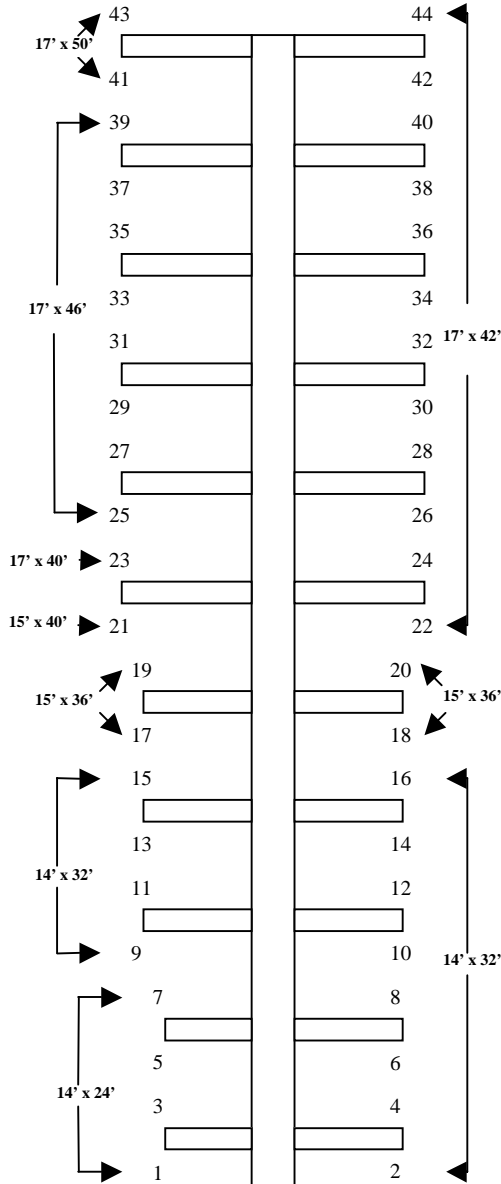 43 44
17’ x 50’
41 42
39 40
37 38
35 36
17’ x 46’ 33 34
31 32 17’ x 42’
29 30
27 28
25 26
17’ x 40’ 23 24
15’ x 40’ 21 22
19 20
15’ x 36’ 15’ x 36’
17 18
15 16
13 14
14’ x 32’
11 12
9 10 14’ x 32’
7 8
5 6
14’ x 24’
3 4
1 2